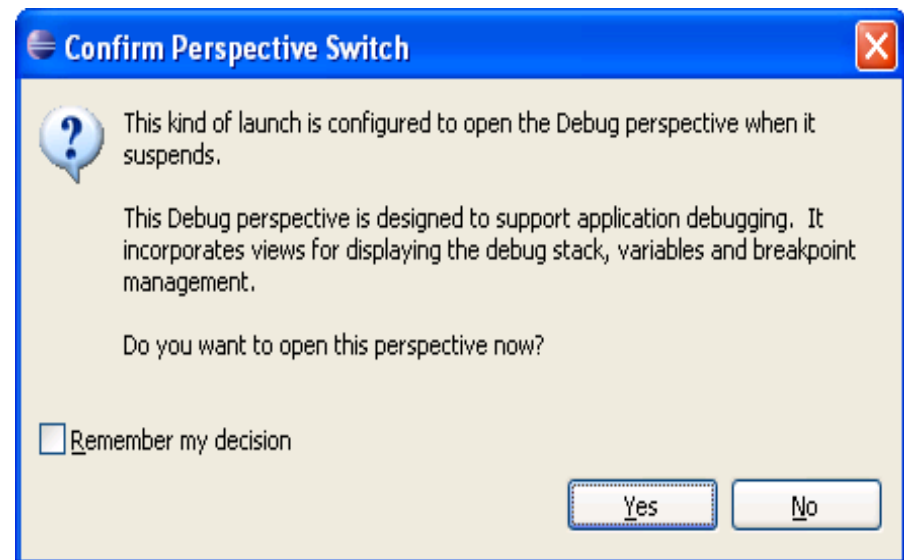 Confirm Perspective Switch
This kind of launch is configured to open the Debug perspective when it
suspends.
This Debug perspective is designed to support application debugging. It
incorporates views for displaying the debug stack, variables and breakpoint
management.
Do you want to open this perspective now?
Remember my decision
Yes No